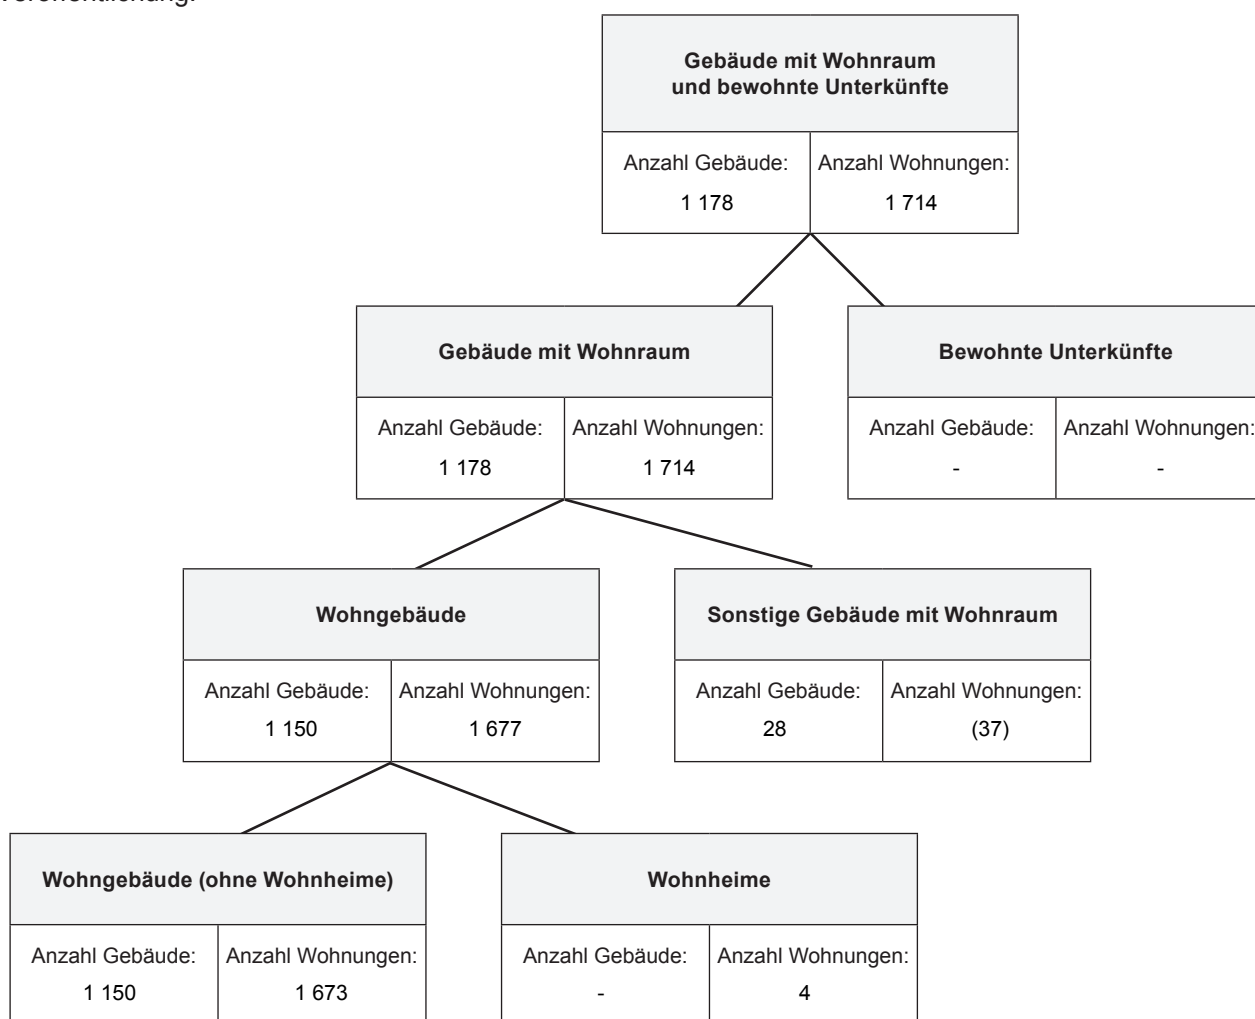 Veröffentlichung.
Gebäude mit Wohnraum
und bewohnte Unterkünfte
Anzahl Gebäude: Anzahl Wohnungen:
1 178 1 714
Gebäude mit Wohnraum Bewohnte Unterkünfte
Anzahl Gebäude: Anzahl Wohnungen: Anzahl Gebäude: Anzahl Wohnungen:
1 178 1 714 - -
Wohngebäude Sonstige Gebäude mit Wohnraum
Anzahl Gebäude: Anzahl Wohnungen: Anzahl Gebäude: Anzahl Wohnungen:
1 150 1 677 28 (37)
Wohngebäude (ohne Wohnheime) Wohnheime
Anzahl Gebäude: Anzahl Wohnungen: Anzahl Gebäude: Anzahl Wohnungen:
1 150 1 673 - 4